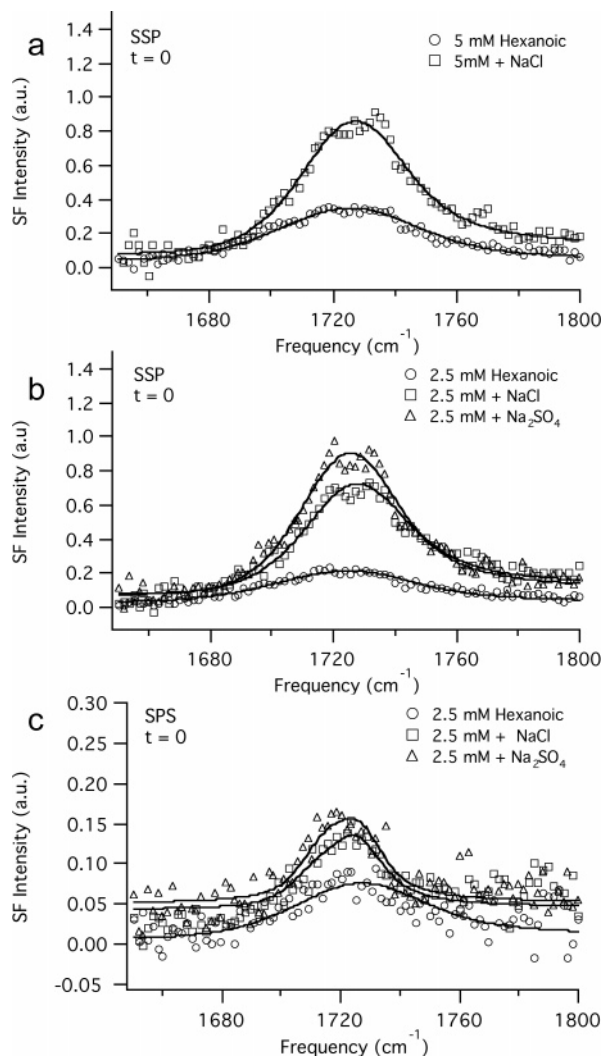 a
SSP
t = 0
5 mM Hexanoic
5mM + NaCl
SF Intensity (a.u.)
1.4
1.2
1.0
0.8
0.6
0.4
0.2
0.0
1680
1720
1760
1800
Frequency (cm⁻¹)
b
SSP
t = 0
2.5 mM Hexanoic
2.5 mM + NaCl
2.5 mM + Na₂SO₄
SF Intensity (a.u)
1.4
1.2
1.0
0.8
0.6
0.4
0.2
0.0
1680
1720
1760
1800
Frequency (cm⁻¹)
c
SPS
t = 0
2.5 mM Hexanoic
2.5 mM + NaCl
2.5 mM + Na₂SO₄
SF Intensity (a.u.)
0.30
0.25
0.20
0.15
0.10
0.05
0.00
-0.05
1680
1720
1760
1800
Frequency (cm⁻¹)